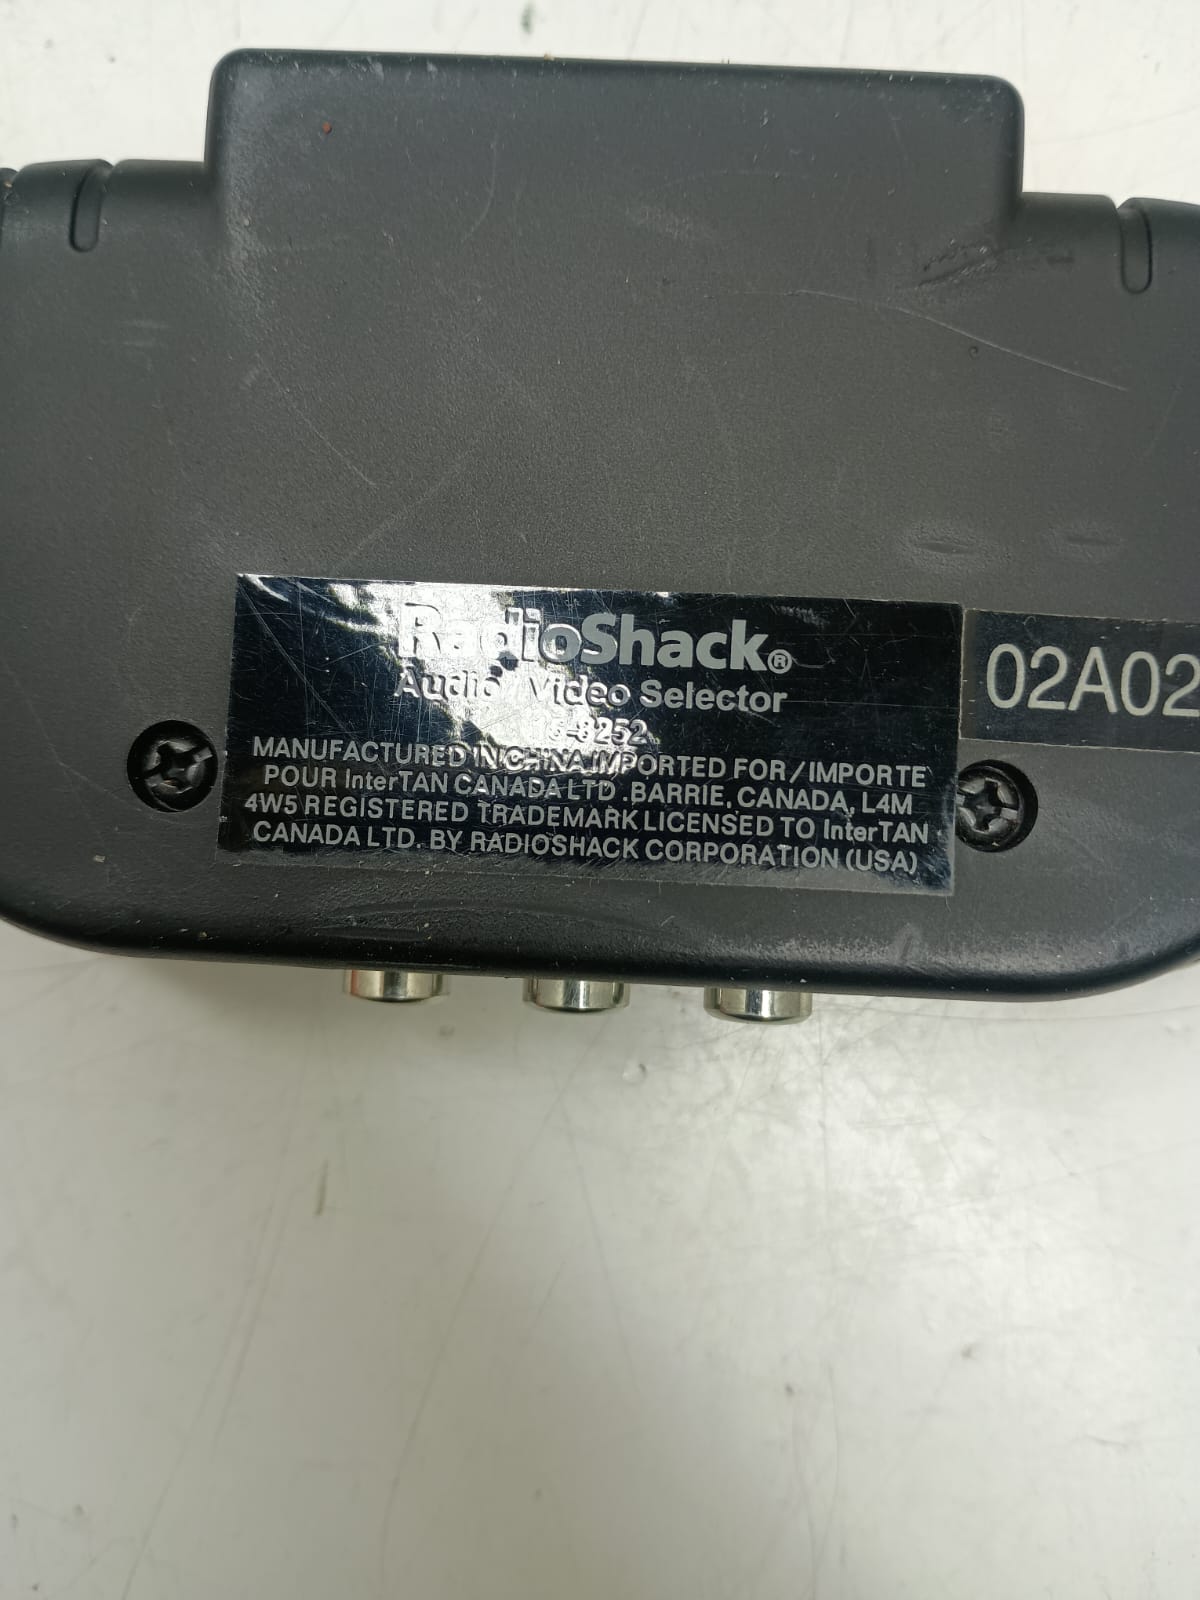 RadioShack®
Audio / Video Selector
MANUFACTURED IN CHINA IMPORTED FOR/IMPORTE
POUR InterTAN CANADA LTD .BARRIE, CANADA, L4M
4W5 REGISTERED TRADEMARK LICENSED TO InterTAN
CANADA LTD. BY RADIOSHACK CORPORATION (USA)
02A02